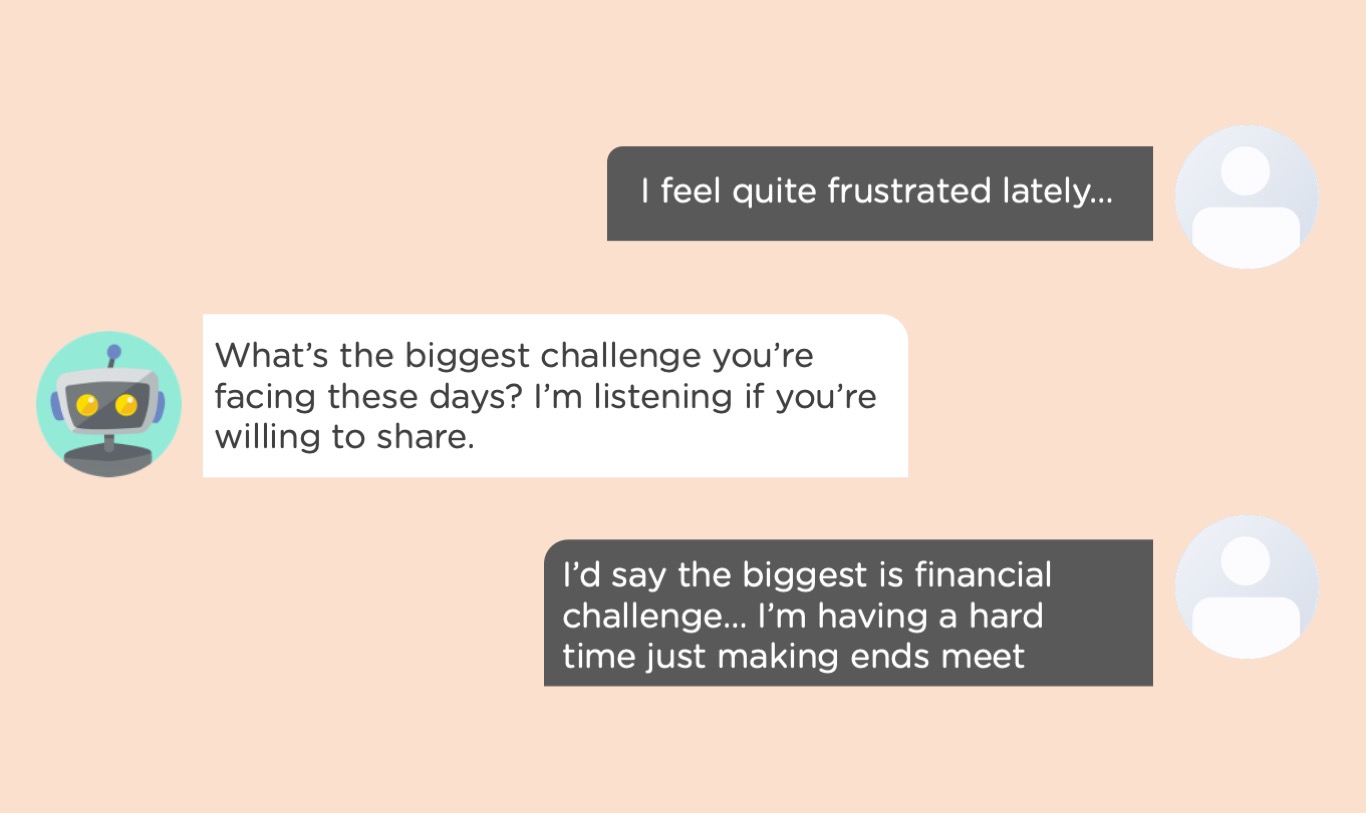 I feel quite frustrated lately...
What’s the biggest challenge you’re
facing these days? I’m listening if you’re
willing to share.
I’d say the biggest is financial
challenge... I’m having a hard
time just making ends meet